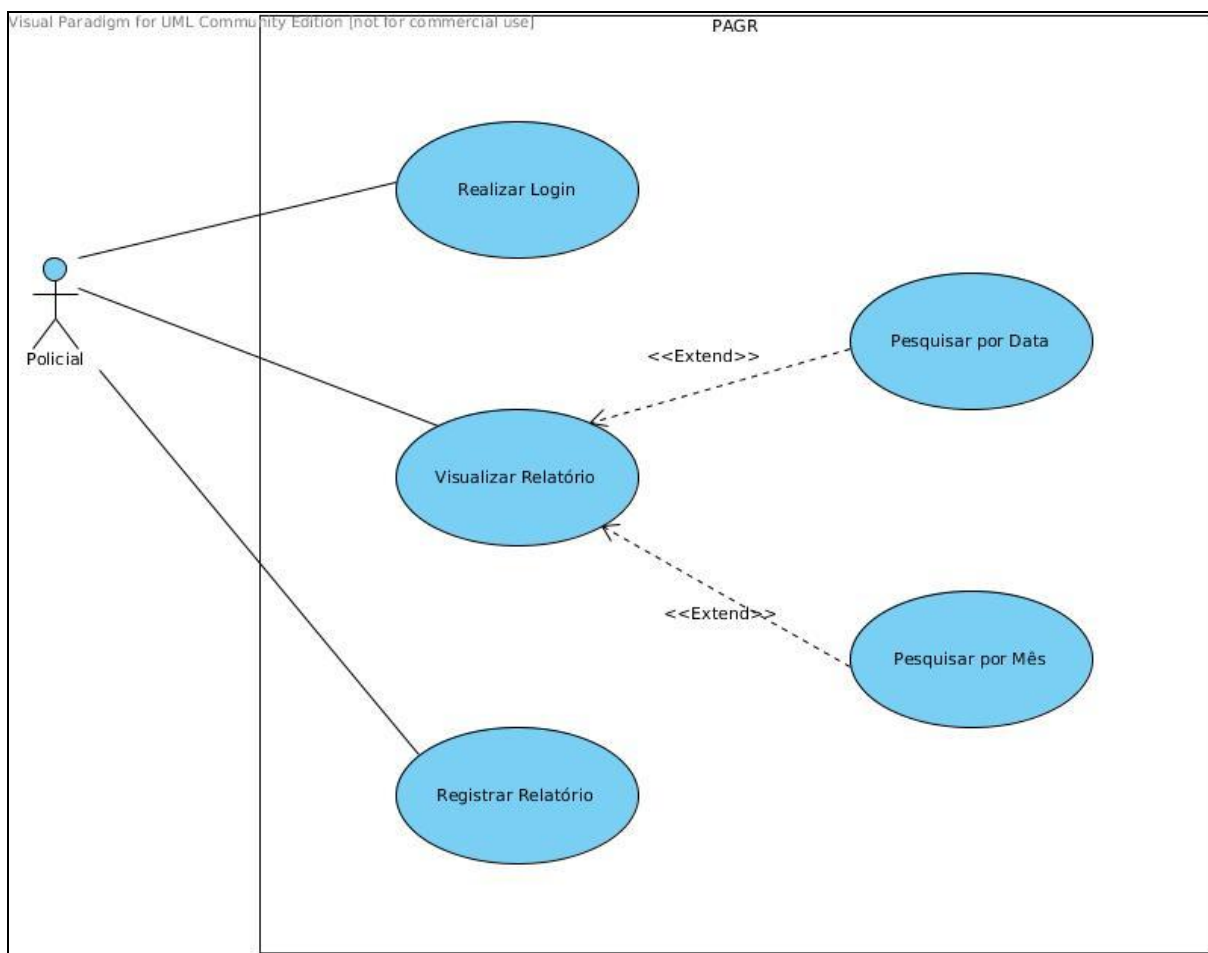 Visual Paradigm for UML Community Edition [not for commercial use]
PAGR
Realizar Login
Policial
Pesquisar por Data
<<Extend>>
Visualizar Relatório
<<Extend>>
Pesquisar por Mês
Registrar Relatório